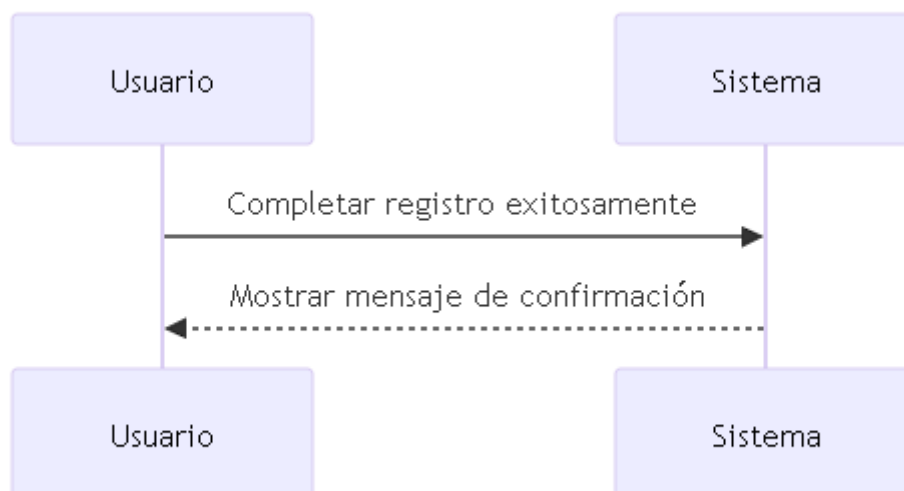 Usuario
Sistema
Completar registro exitosamente
Mostrar mensaje de confirmación
Usuario
Sistema